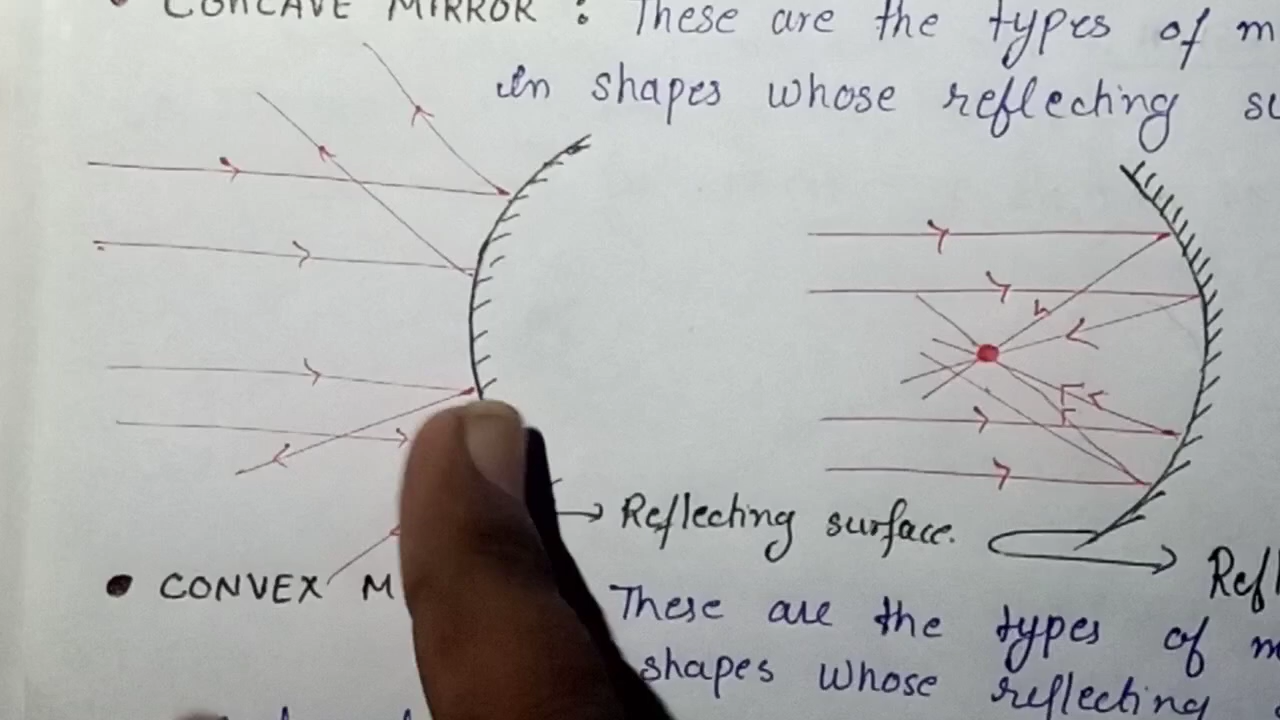 CONCAVE MIRROR : These are the types of m
in shapes whose reflecting su
Reflecting surface.
Refl
CONVEX M
These are the types of m
shapes whose reflecting